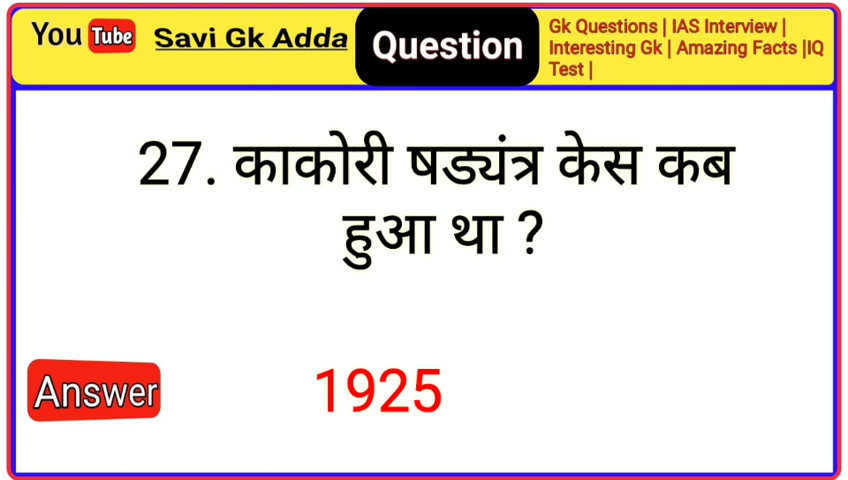 You Tube Savi Gk Adda Question
Gk Questions | IAS Interview |
Interesting Gk | Amazing Facts |IQ
Test |
27. काकोरी षड्यंत्र केस कब
हुआ था ?
Answer 1925